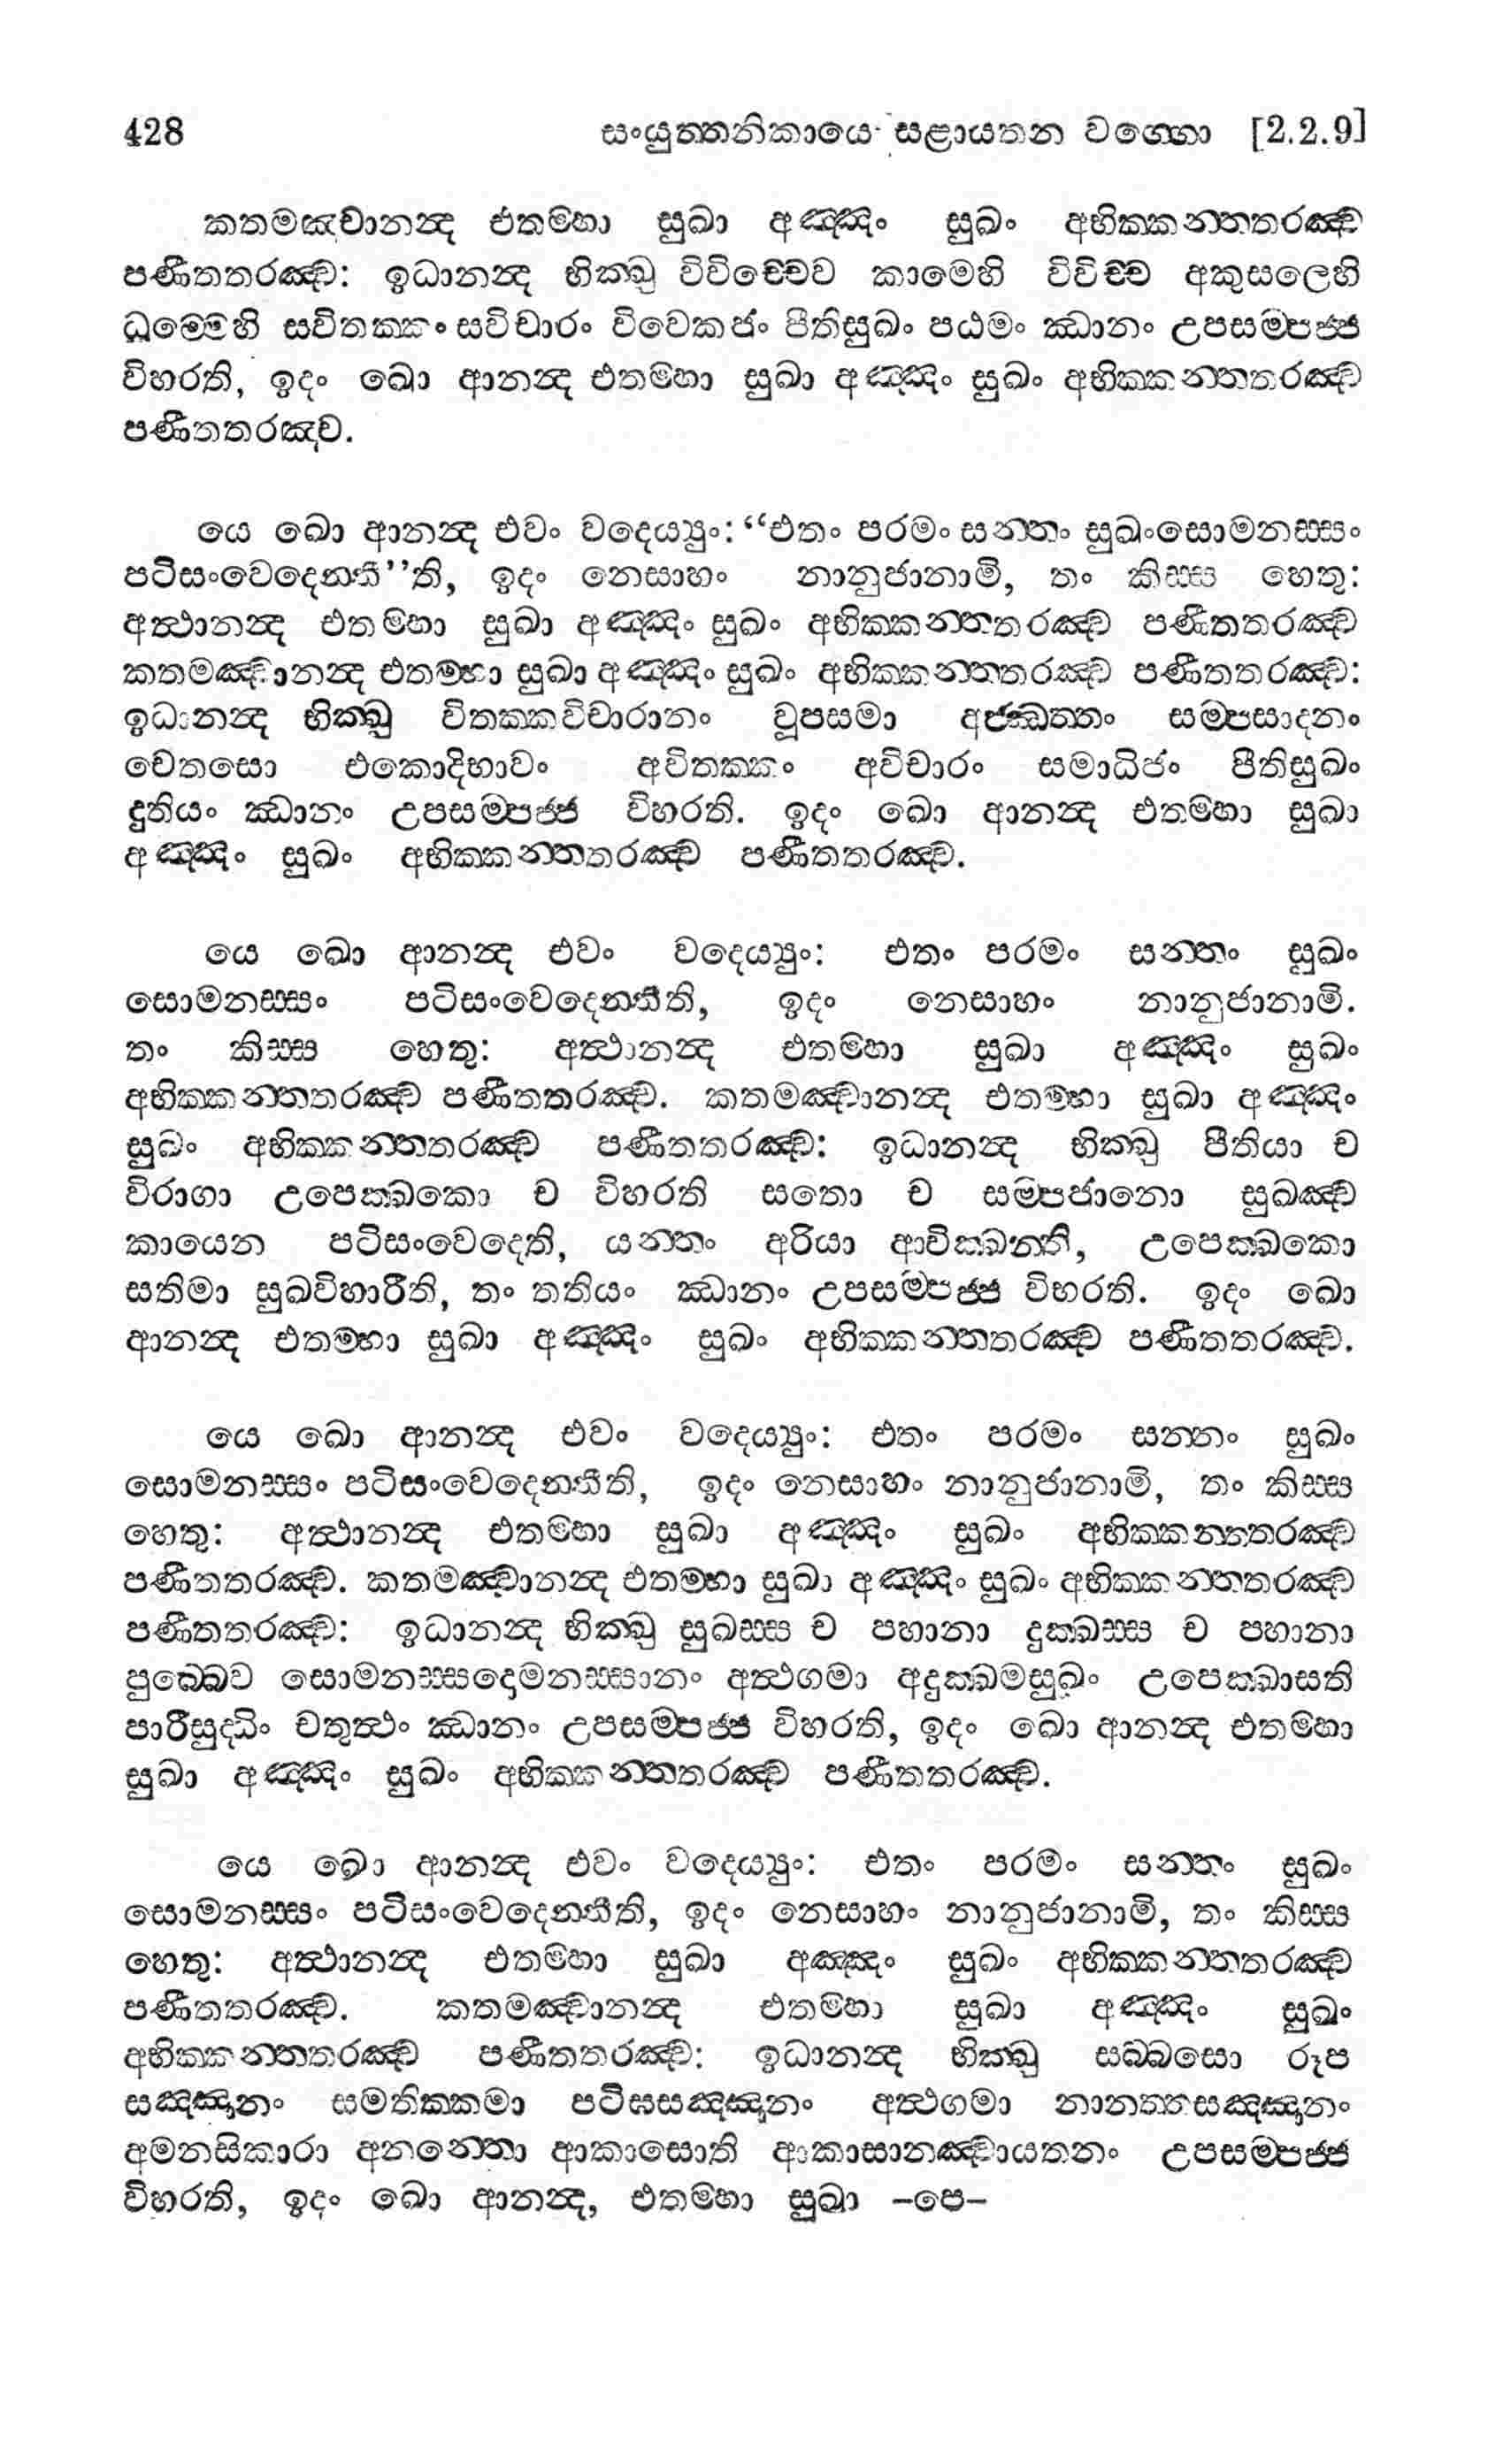 428 සංයුත්තනිකායෙ සළායතන වග්ගො [2.2.9]
කතමඤචානන්ද එතම්හා සුඛා අඤ්ඤං සුඛං අභික්කන්තතරඤ්ච
පණීතතරඤ්ච: ඉධානන්ද භික්ඛු විවිච්චෙව කාමෙහි විවිච්ච අකුසලෙහි
ධම්මෙහි සවිතක්කං සවිචාරං විවෙකජං පීතිසුඛං පඨමං ඣානං උපසම්පජ්ජ
විහරති, ඉදං ඛො ආනන්ද එතම්හා සුඛා අඤ්ඤං සුඛං අභික්කන්තතරඤ්ච
පණීතතරඤච.
යෙ ඛො ආනන්ද එවං වදෙය්‍යුං: “එතං පරමං සන්තං සුඛංසොමනස්සං
පටිසංවෙදෙන්තී’’ති, ඉදං නෙසාහං නානුජානාමි, තං කිස්ස හෙතු:
අත්ථානන්ද එතම්හා සුඛා අඤ්ඤං සුඛං අභික්කන්තතරඤ්ච පණීතතරඤ්ච
කතමඤ්චානන්ද එතම්හා සුඛා අඤ්ඤං සුඛං අභික්කන්තතරඤ්ච පණීතතරඤ්ච:
ඉධානන්ද භික්ඛු විතක්කවිචාරානං වූපසමා අජ්ඣත්තං සම්පසාදනං
චෙතසො එකොදිභාවං අවිතක්කං අවිචාරං සමාධිජං පීතිසුඛං
දුතියං ඣානං උපසම්පජ්ජ විහරති. ඉදං ඛො ආනන්ද එතම්හා සුඛා
අඤ්ඤං සුඛං අභික්කන්තතරඤ්ච පණීතතරඤ්ච.
යෙ ඛො ආනන්ද එවං වදෙය්‍යුං: එතං පරමං සන්තං සුඛං
සොමනස්සං පටිසංවෙදෙන්තීති, ඉදං නෙසාහං නානුජානාමි.
තං කිස්ස හෙතු: අත්ථානන්ද එතම්හා සුඛා අඤ්ඤං සුඛං
අභික්කන්තතරඤ්ච පණීතතරඤ්ච. කතමඤ්චානන්ද එතම්හා සුඛා අඤ්ඤං
සුඛං අභික්කන්තතරඤ්ච පණීතතරඤ්ච: ඉධානන්ද භික්ඛු පීතියා ච
විරාගා උපෙක්ඛකො ච විහරති සතො ච සම්පජානො සුඛඤ්ච
කායෙන පටිසංවෙදෙති, යන්තං අරියා ආචික්ඛන්ති, උපෙක්ඛකො
සතිමා සුඛවිහාරීති, තං තතියං ඣානං උපසම්පජ්ජ විහරති. ඉදං ඛො
ආනන්ද එතම්හා සුඛා අඤ්ඤං සුඛං අභික්කන්තතරඤ්ච පණීතතරඤ්ච.
යෙ ඛො ආනන්ද එවං වදෙය්‍යුං: එතං පරමං සන්තං සුඛං
සොමනස්සං පටිසංවෙදෙන්තීති, ඉදං නෙසාහං නානුජානාමි, තං කිස්ස
හෙතු: අත්ථානන්ද එතම්හා සුඛා අඤ්ඤං සුඛං අභික්කන්තතරඤ්ච
පණීතතරඤ්ච. කතමඤ්චානන්ද එතම්හා සුඛා අඤ්ඤං සුඛං අභික්කන්තතරඤ්ච
පණීතතරඤ්ච: ඉධානන්ද භික්ඛු සුඛස්ස ච පහානා දුක්ඛස්ස ච පහානා
පුබ්බෙව සොමනස්සදොමනස්සානං අත්ථගමා අදුක්ඛමසුඛං උපෙක්ඛාසති
පාරිසුද්ධිං චතුත්ථං ඣානං උපසම්පජ්ජ විහරති, ඉදං ඛො ආනන්ද එතම්හා
සුඛා අඤ්ඤං සුඛං අභික්කන්තතරඤ්ච පණීතතරඤ්ච.
යෙ ඛො ආනන්ද එවං වදෙය්‍යුං: එතං පරමං සන්තං සුඛං
සොමනස්සං පටිසංවෙදෙන්තීති, ඉදං නෙසාහං නානුජානාමි, තං කිස්ස
හෙතු: අත්ථානන්ද එතම්හා සුඛා අඤ්ඤං සුඛං අභික්කන්තතරඤ්ච
පණීතතරඤ්ච. කතමඤ්චානන්ද එතම්හා සුඛා අඤ්ඤං සුඛං
අභික්කන්තතරඤ්ච පණීතතරඤ්ච: ඉධානන්ද භික්ඛු සබ්බසො රූප
සඤ්ඤානං සමතික්කමා පටිඝසඤ්ඤානං අත්ථගමා නානත්තසඤ්ඤානං
අමනසිකාරා අනන්තො ආකාසොති ආකාසානඤ්චායතනං උපසම්පජ්ජ
විහරති, ඉදං ඛො ආනන්ද, එතම්හා සුඛා –පෙ–